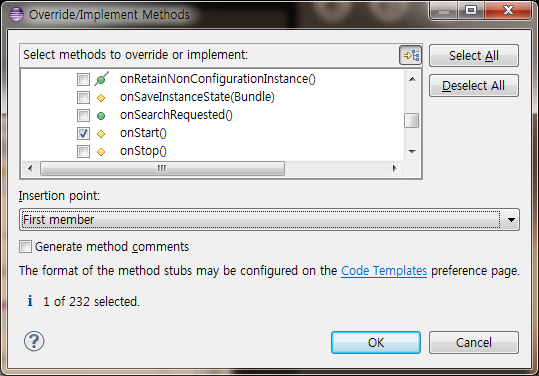 Override/Implement Methods
Select methods to override or implement:
Select All
onRetainNonConfigurationInstance()
onSaveInstanceState(Bundle)
Deselect All
onSearchRequested()
onStart()
onStop()
Insertion point:
First member
Generate method comments
The format of the method stubs may be configured on the Code Templates preference page.
1 of 232 selected.
OK
Cancel